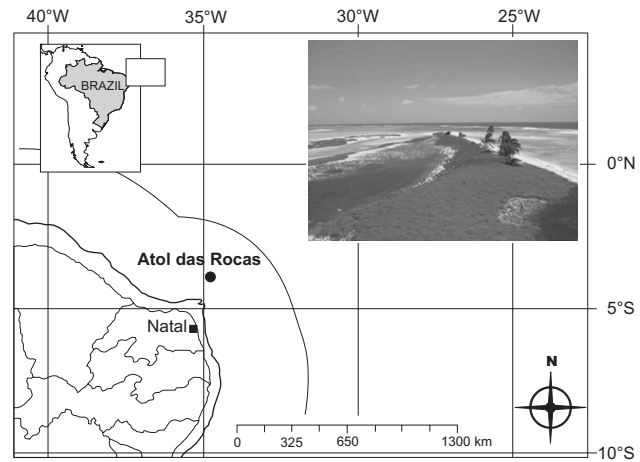 40°W 35°W 30°W 25°W
BRAZIL
0°N
Atol das Rocas
5°S
Natal
N
0 325 650 1300 km
10°S